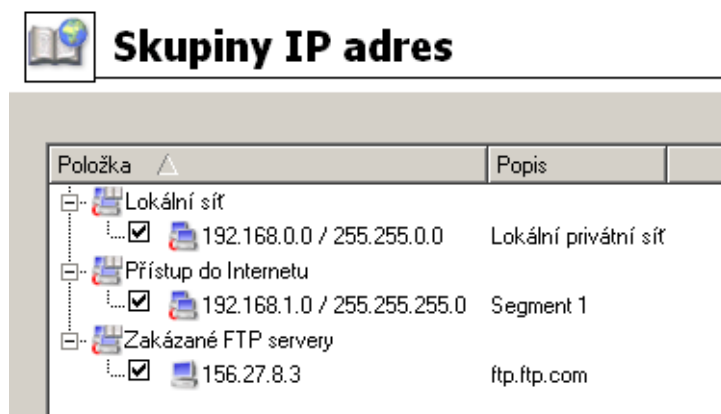 Skupiny IP adres
Položka Popis
Lokální síť
192.168.0.0 / 255.255.0.0 Lokální privátní síť
Přístup do Internetu
192.168.1.0 / 255.255.255.0 Segment 1
Zakázané FTP servery
156.27.8.3 ftp.ftp.com